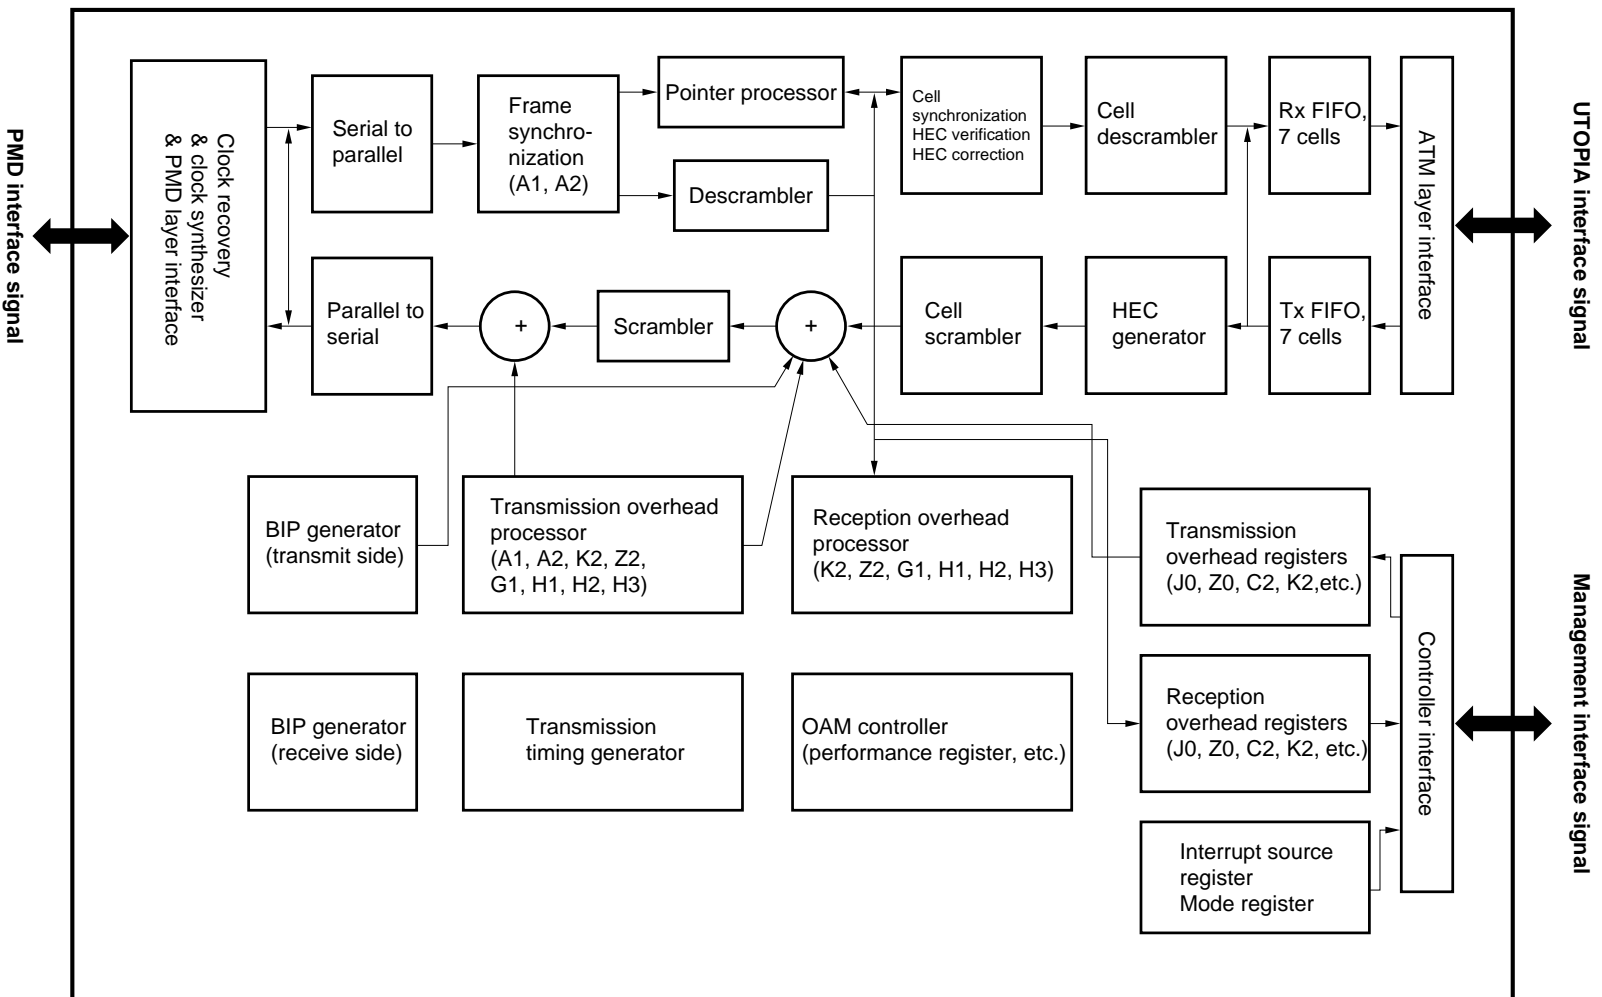 PMD interface signal
Clock recovery
& clock synthesizer
& PMD layer interface
Serial to
parallel
Frame
synchro-
nization
(A1, A2)
Pointer processor
Descrambler
Cell
synchronization
HEC verification
HEC correction
Cell
descrambler
Rx FIFO,
7 cells
ATM layer interface
UTOPIA interface signal
Parallel to
serial
+
Scrambler
+
Cell
scrambler
HEC
generator
Tx FIFO,
7 cells
BIP generator
(transmit side)
Transmission overhead
processor
(A1, A2, K2, Z2,
G1, H1, H2, H3)
Reception overhead
processor
(K2, Z2, G1, H1, H2, H3)
Transmission
overhead registers
(J0, Z0, C2, K2,etc.)
Controller interface
Management interface signal
BIP generator
(receive side)
Transmission
timing generator
OAM controller
(performance register, etc.)
Reception
overhead registers
(J0, Z0, C2, K2, etc.)
Interrupt source
register
Mode register